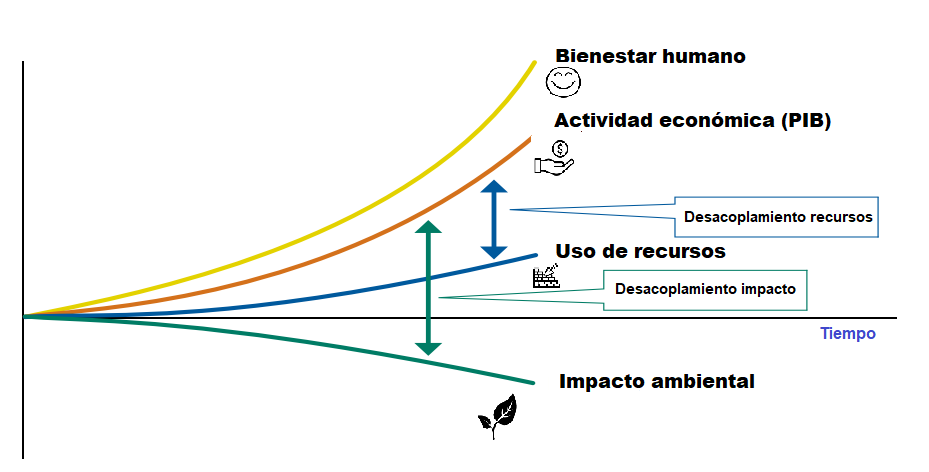 Bienestar humano
Actividad económica (PIB)
$
Desacoplamiento recursos
Uso de recursos
Desacoplamiento impacto
Tiempo
Impacto ambiental